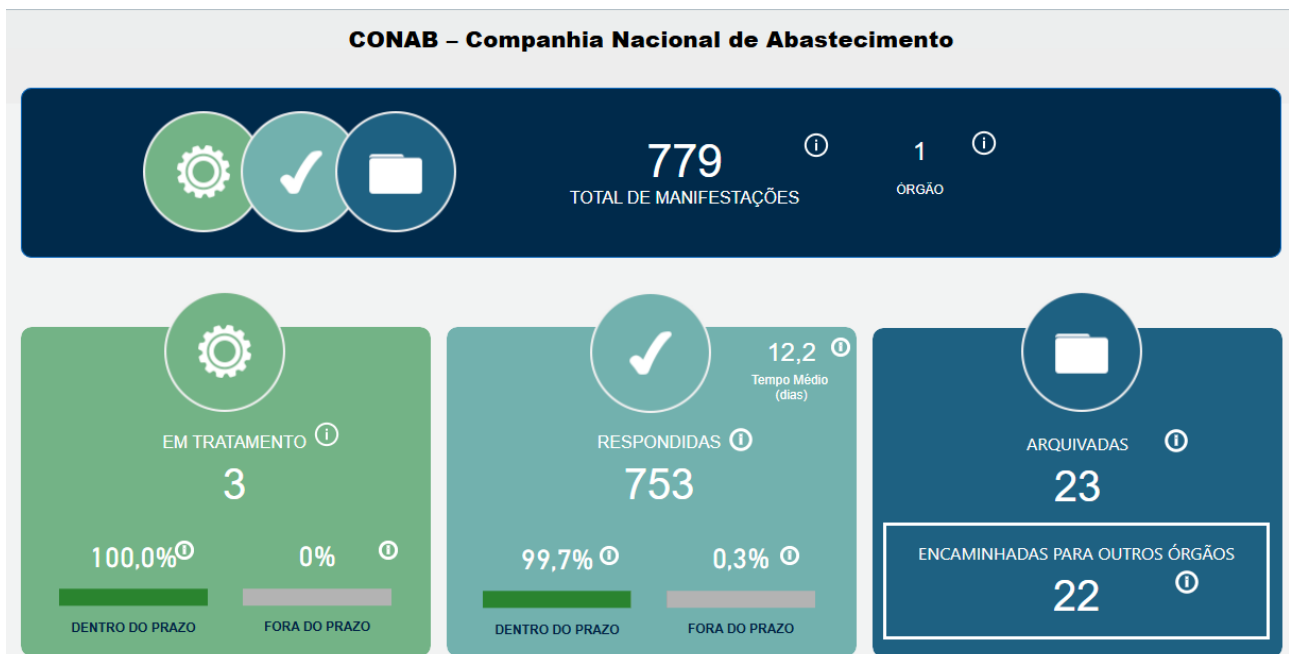 CONAB – Companhia Nacional de Abastecimento
779
TOTAL DE MANIFESTAÇÕES
1
ÓRGÃO
EM TRATAMENTO
3
100,0%
0%
DENTRO DO PRAZO
FORA DO PRAZO
12,2
Tempo Médio
(dias)
RESPONDIDAS
753
99,7%
0,3%
DENTRO DO PRAZO
FORA DO PRAZO
ARQUIVADAS
23
ENCAMINHADAS PARA OUTROS ÓRGÃOS
22